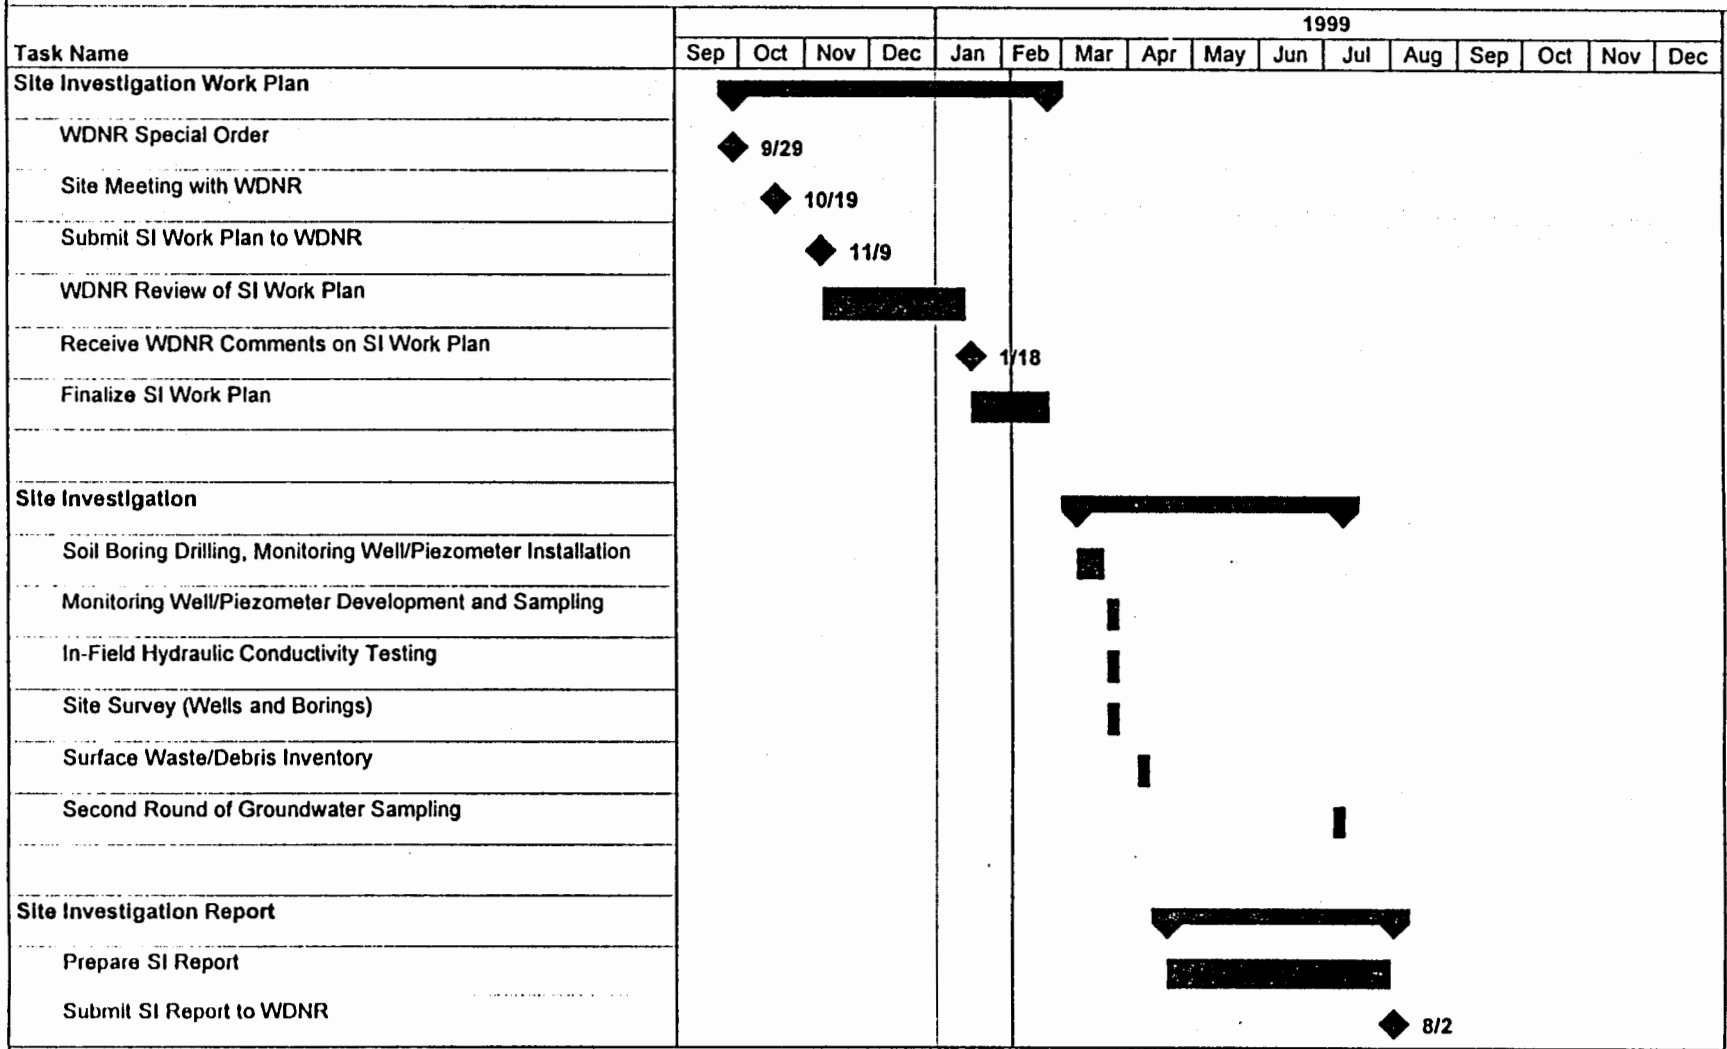 1999
Task Name Sep Oct Nov Dec Jan Feb Mar Apr May Jun Jul Aug Sep Oct Nov Dec
Site Investigation Work Plan
WDNR Special Order 9/29
Site Meeting with WDNR 10/19
Submit SI Work Plan to WDNR 11/9
WDNR Review of SI Work Plan
Receive WDNR Comments on SI Work Plan 1/18
Finalize SI Work Plan
Site Investigation
Soil Boring Drilling, Monitoring Well/Piezometer Installation
Monitoring Well/Piezometer Development and Sampling
In-Field Hydraulic Conductivity Testing
Site Survey (Wells and Borings)
Surface Waste/Debris Inventory
Second Round of Groundwater Sampling
Site Investigation Report
Prepare SI Report
Submit SI Report to WDNR 8/2